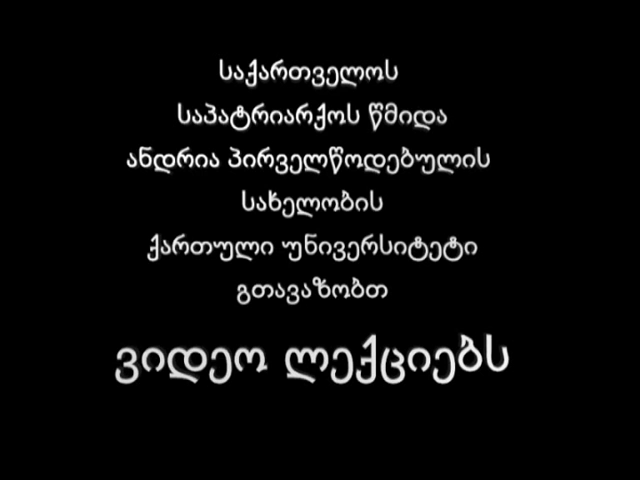 საქართველოს
საპატრიარქოს წმიდა
ანდრია პირველწოდებულის
სახელობის
ქართული უნივერსიტეტი
გთავაზობთ
ვიდეო ლექციებს